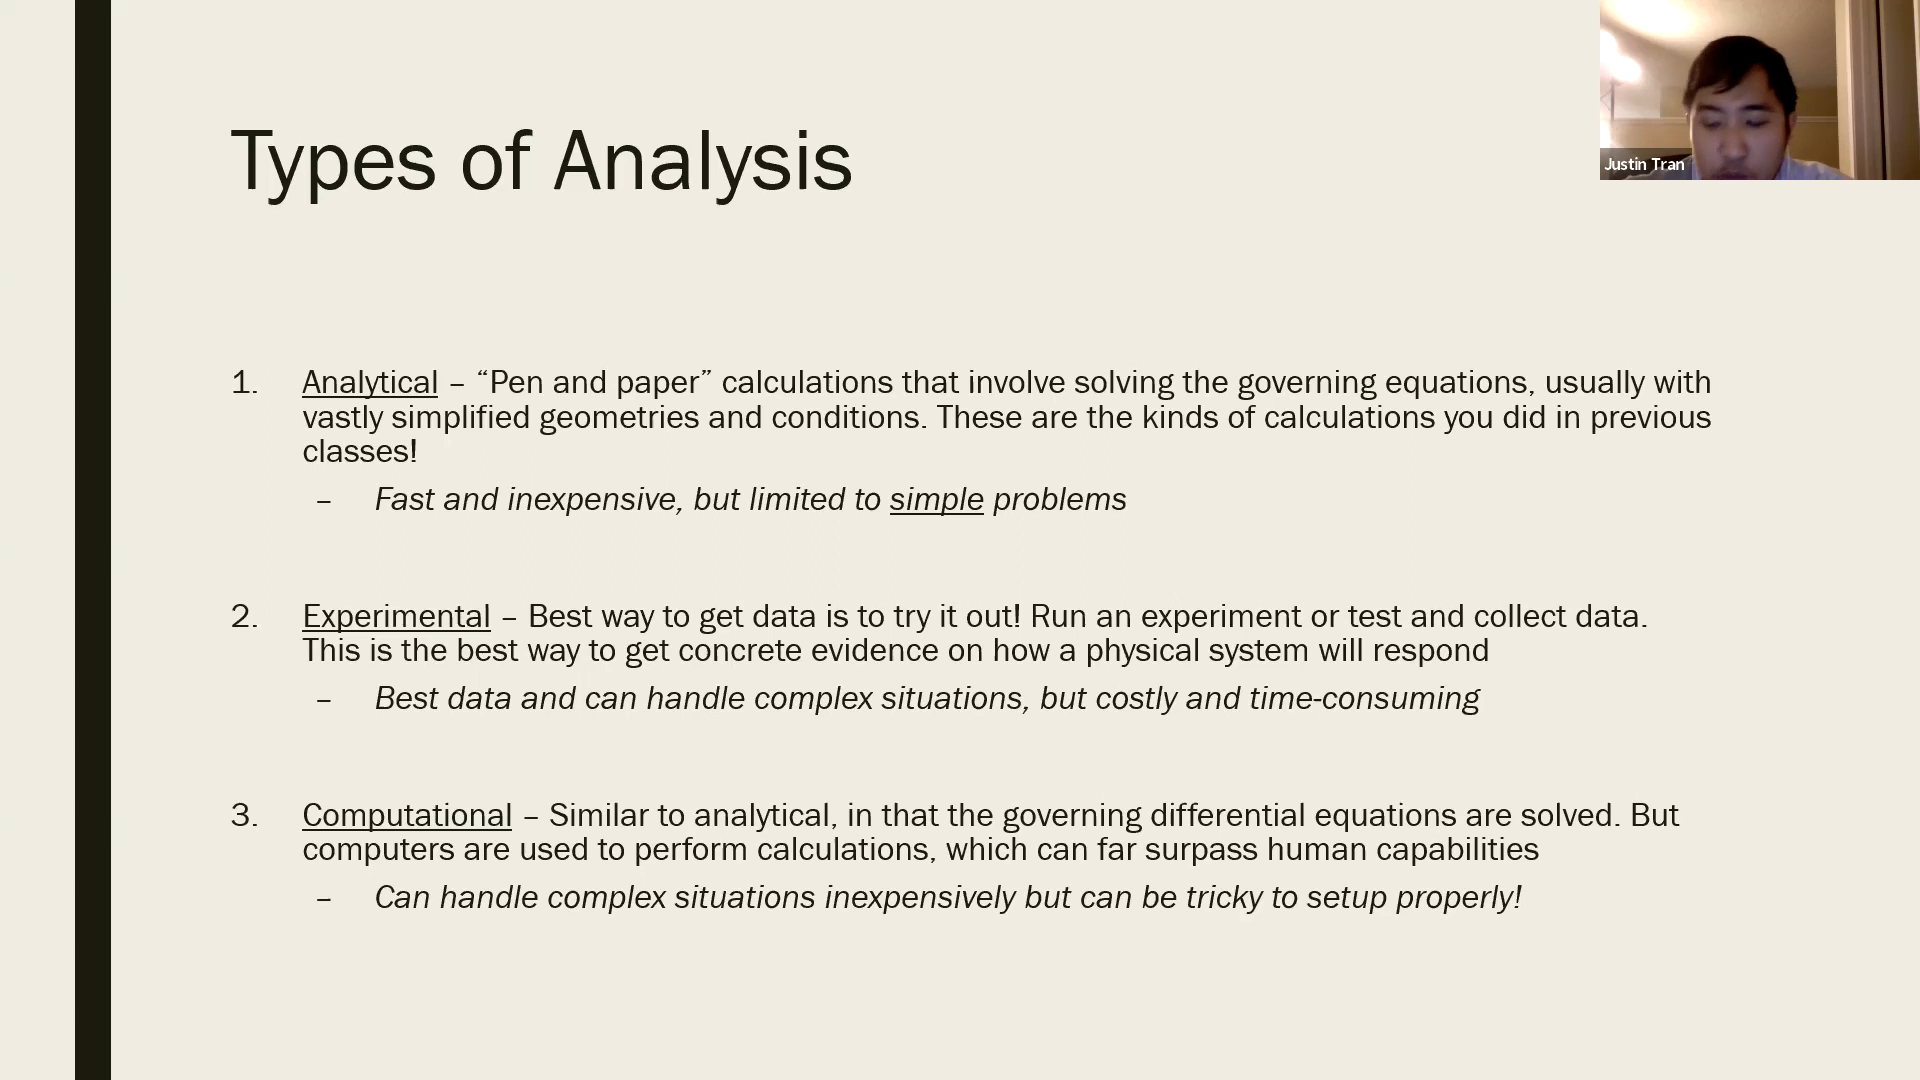 Types of Analysis
Justin Tran
1. Analytical – “Pen and paper” calculations that involve solving the governing equations, usually with
vastly simplified geometries and conditions. These are the kinds of calculations you did in previous
classes!
– Fast and inexpensive, but limited to simple problems
2. Experimental – Best way to get data is to try it out! Run an experiment or test and collect data.
This is the best way to get concrete evidence on how a physical system will respond
– Best data and can handle complex situations, but costly and time-consuming
3. Computational – Similar to analytical, in that the governing differential equations are solved. But
computers are used to perform calculations, which can far surpass human capabilities
– Can handle complex situations inexpensively but can be tricky to setup properly!